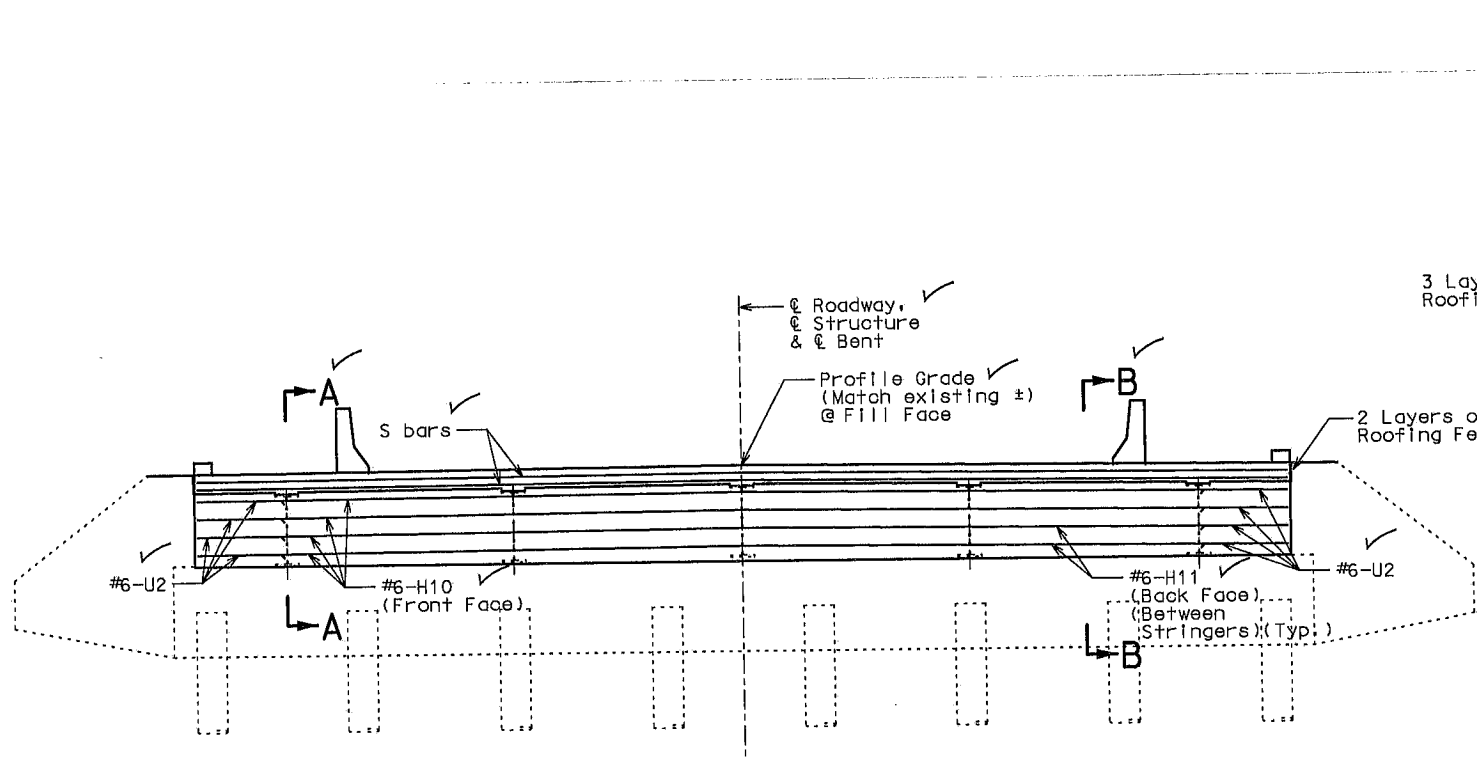 3 Lay
Roofi
℄ Roadway,
℄ Structure
& ℄ Bent
A
B
Profile Grade
(Match existing ±)
@ Fill Face
S bars
2 Layers o
Roofing Fe
#6-U2
#6-H10
(Front Face)
#6-H11
(Back Face)
(Between
Stringers)(Typ.)
#6-U2
A
B